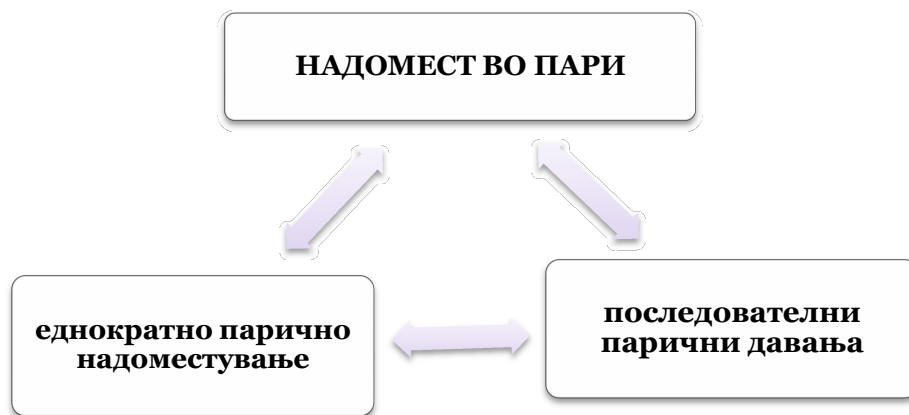 НАДОМЕСТ ВО ПАРИ
еднократно парично
надоместување
последователни
парични давања